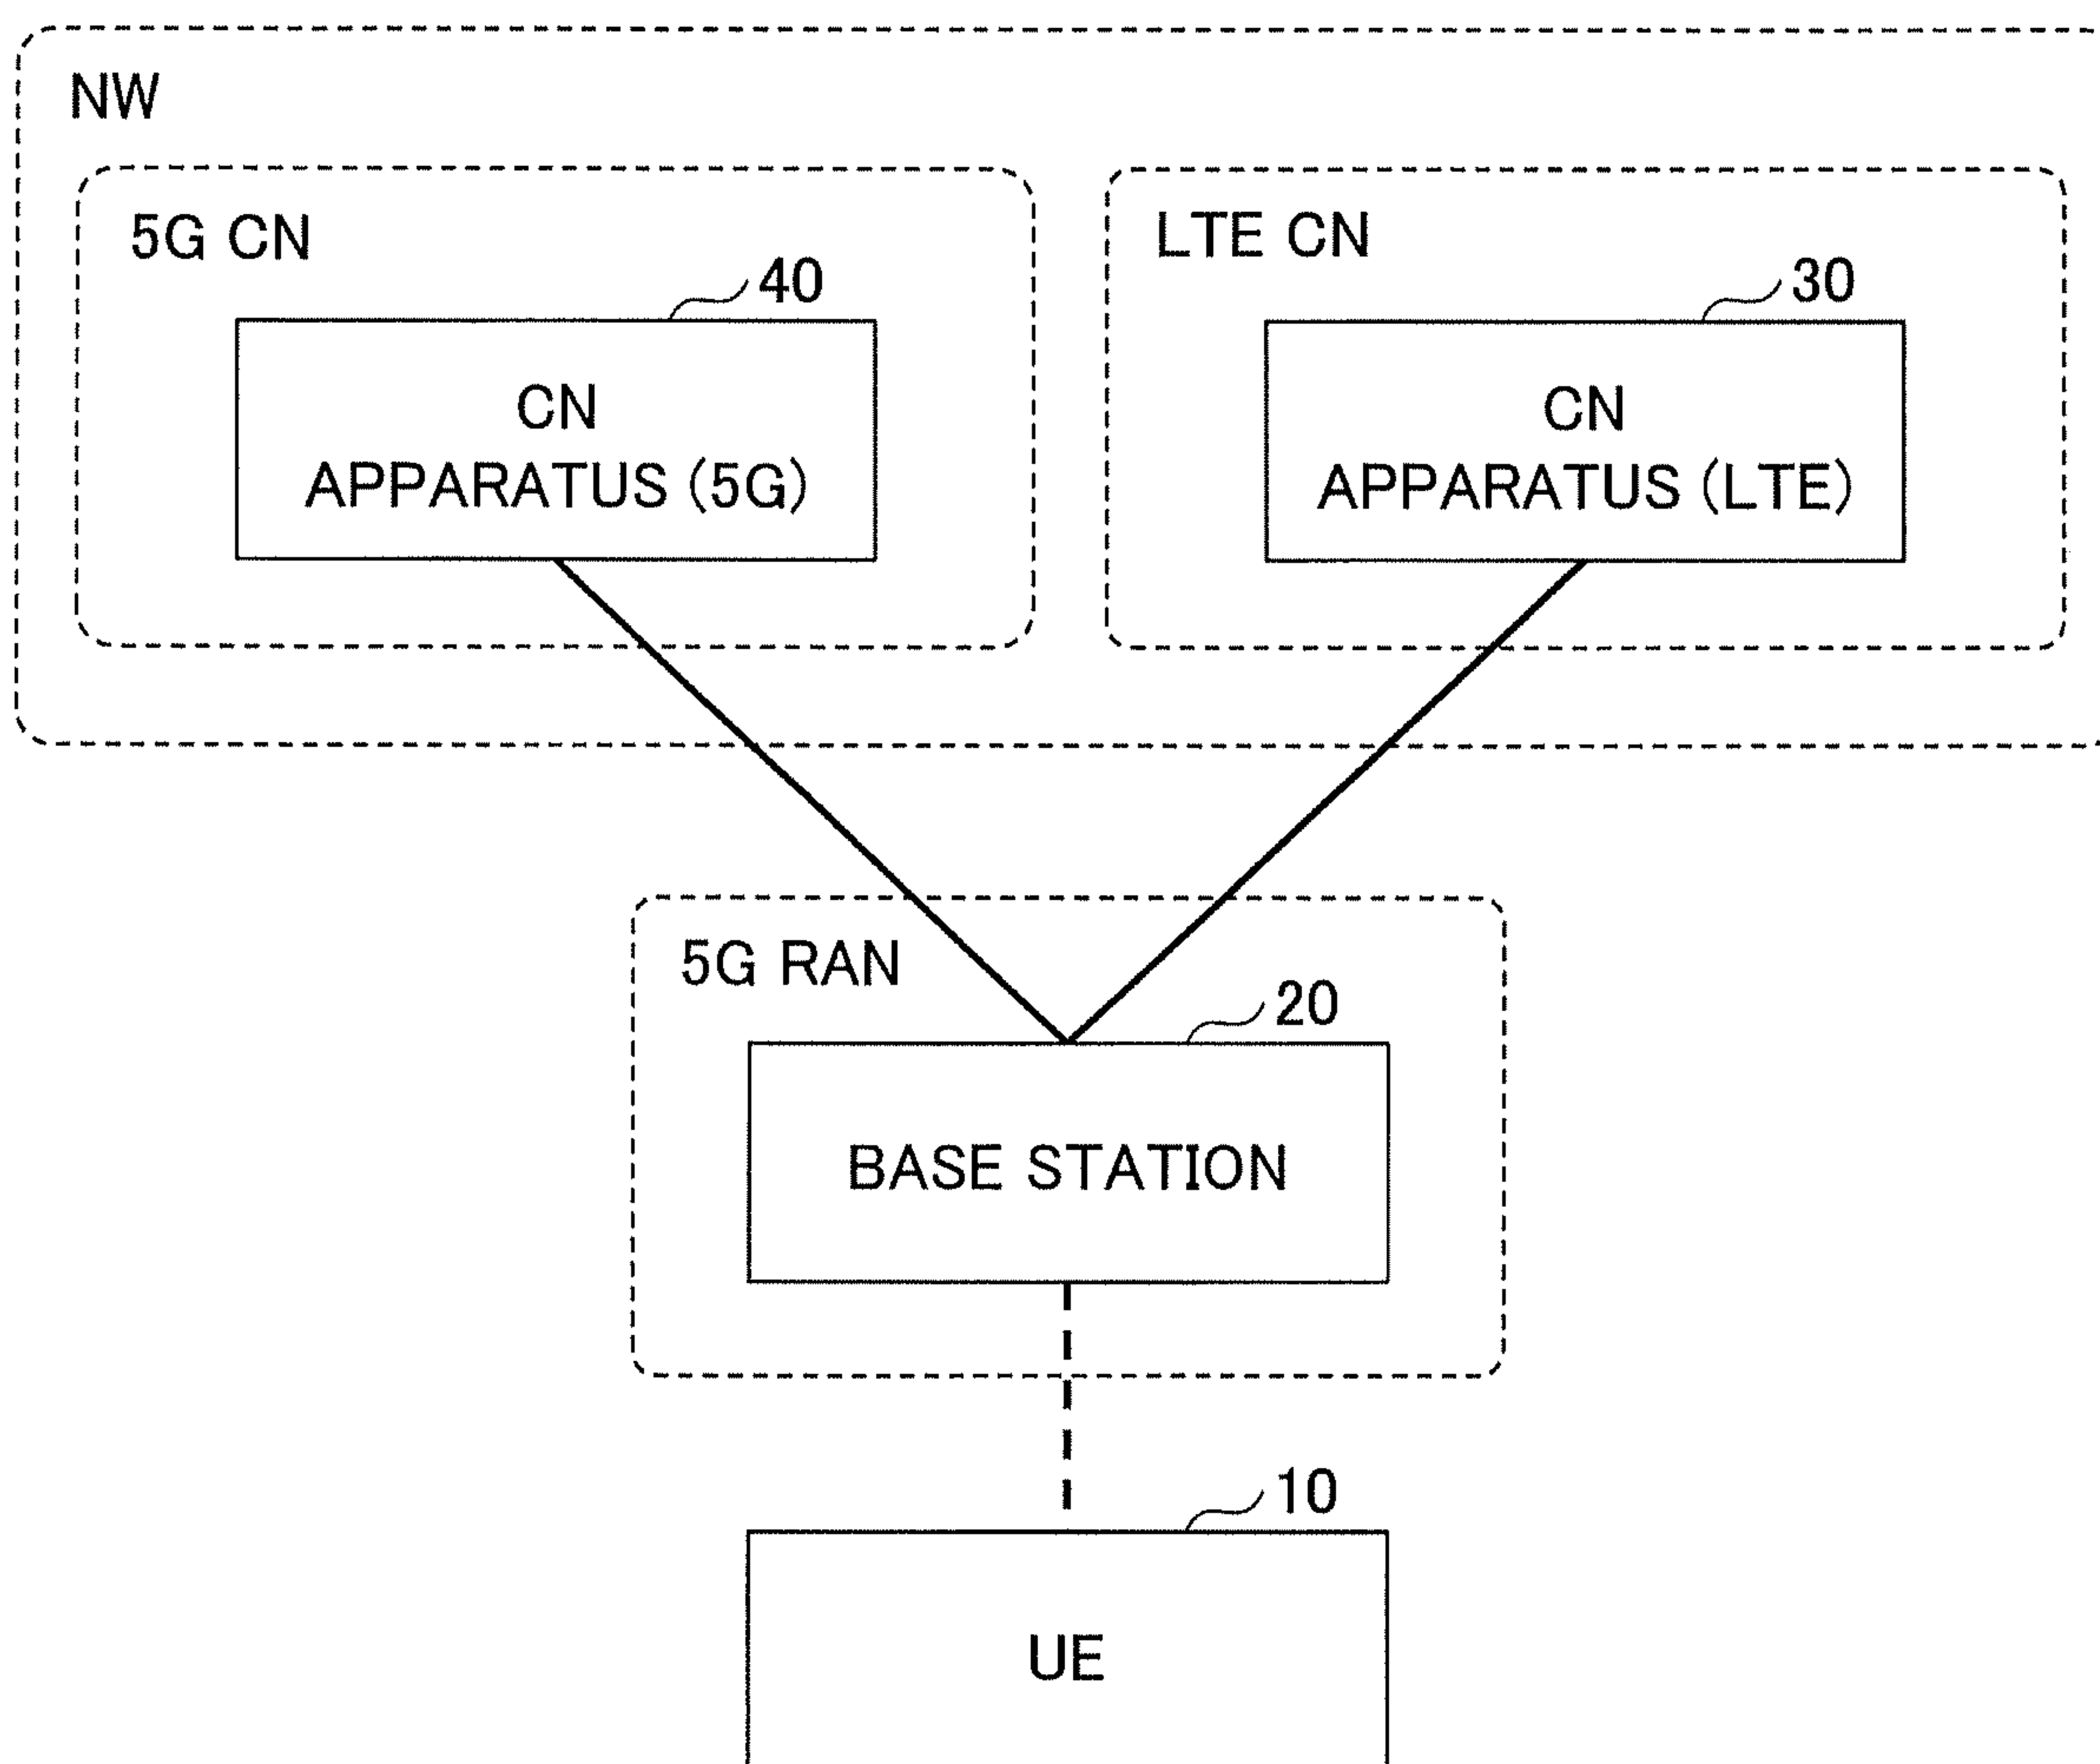 NW
5G CN
40
CN
APPARATUS (5G)
LTE CN
30
CN
APPARATUS (LTE)
5G RAN
20
BASE STATION
10
UE